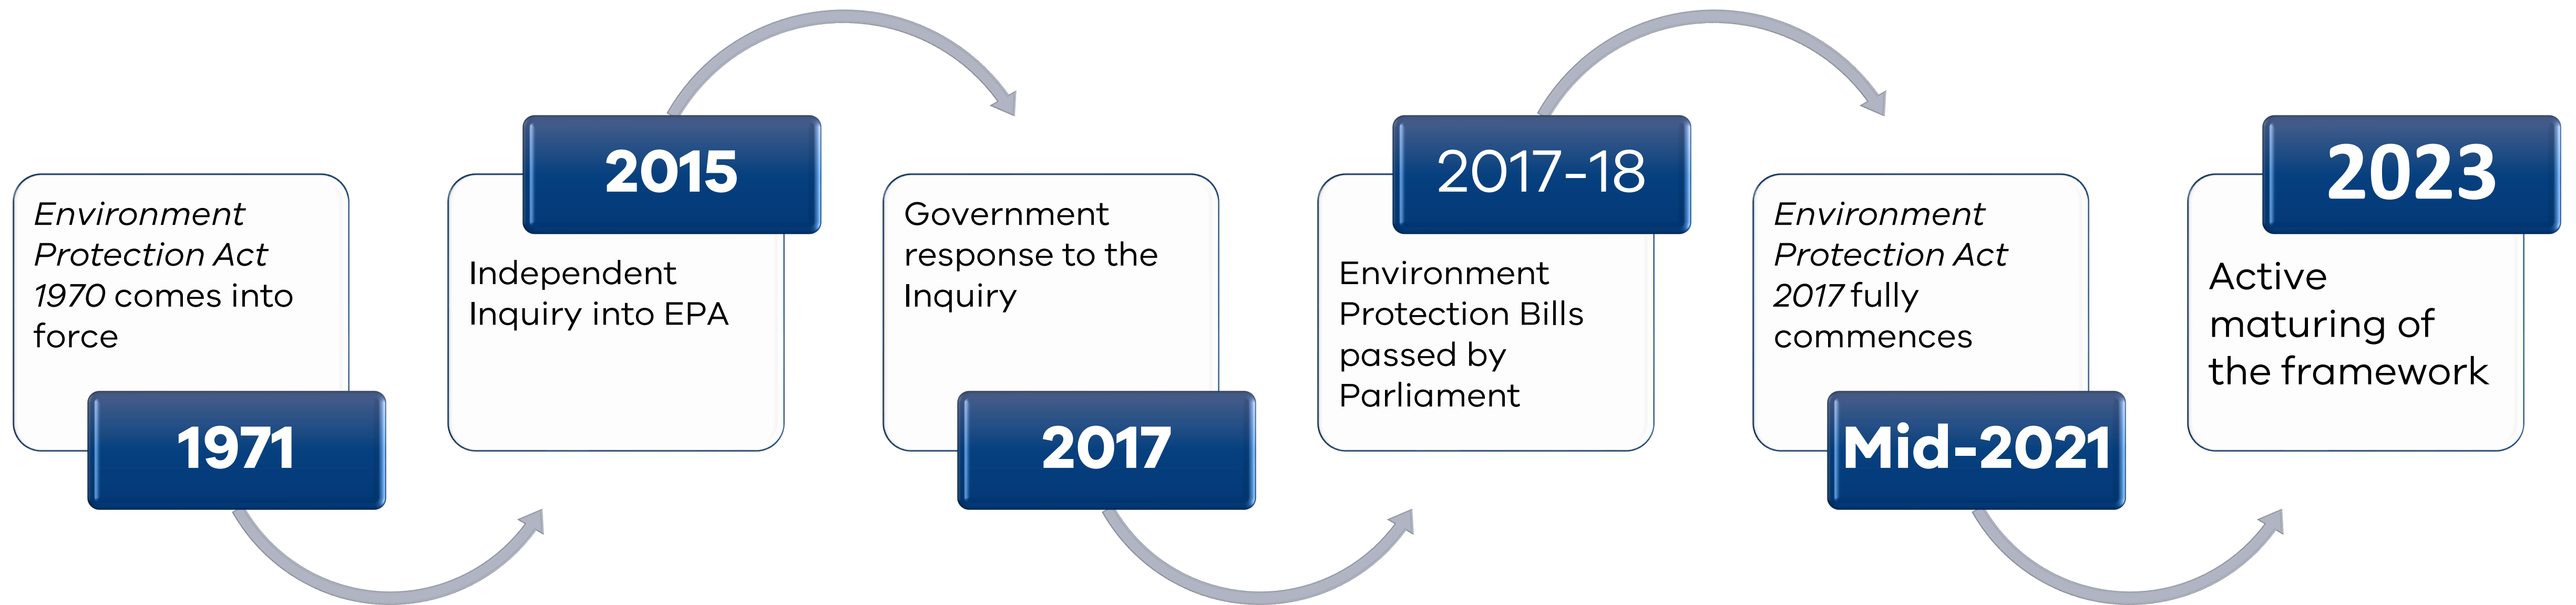 Environment
Protection Act
1970 comes into
force
1971
2015
Independent
Inquiry into EPA
Government
response to the
Inquiry
2017
2017-18
Environment
Protection Bills
passed by
Parliament
Environment
Protection Act
2017 fully
commences
Mid-2021
2023
Active
maturing of
the framework